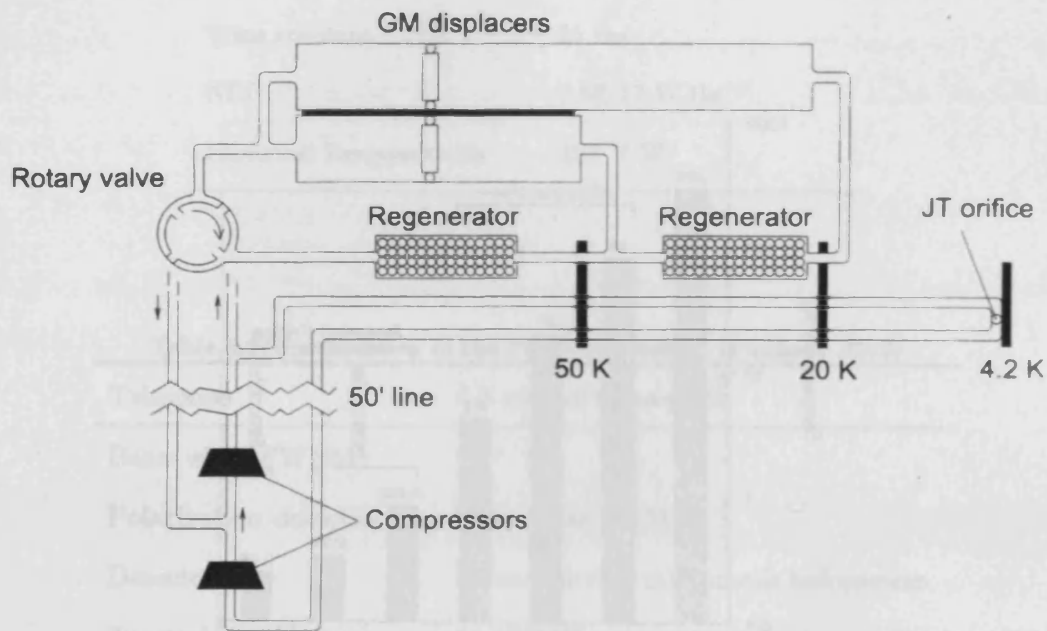 GM displacers
Rotary valve
Regenerator
Regenerator
JT orifice
50 K
20 K
4.2 K
50' line
Compressors